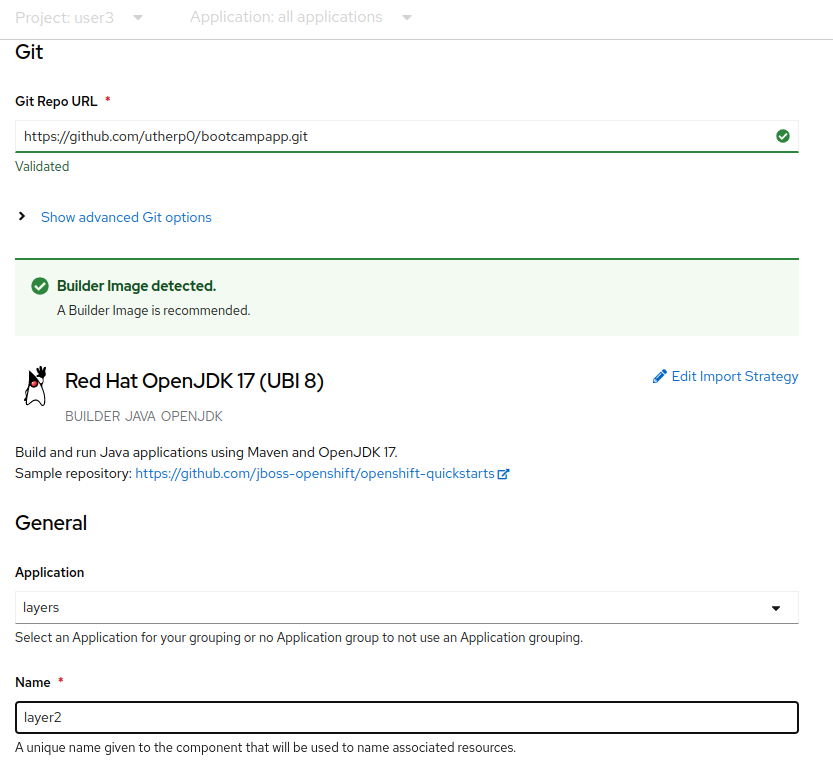 Project: user3 Application: all applications
Git
Git Repo URL *
https://github.com/utherp0/bootcampapp.git
Validated
Show advanced Git options
Builder Image detected.
A Builder Image is recommended.
Red Hat OpenJDK 17 (UBI 8)
Edit Import Strategy
BUILDER JAVA OPENJDK
Build and run Java applications using Maven and OpenJDK 17.
Sample repository: https://github.com/jboss-openshift/openshift-quickstarts
General
Application
layers
Select an Application for your grouping or no Application group to not use an Application grouping.
Name *
layer2
A unique name given to the component that will be used to name associated resources.